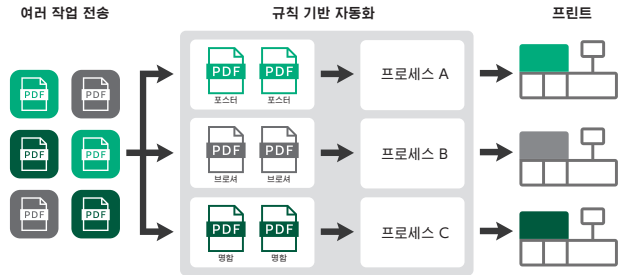 여러 작업 전송
규칙 기반 자동화
프린트
PDF PDF
PDF PDF
PDF PDF
PDF PDF
포스터 포스터
프로세스 A
PDF PDF
브로셔 브로셔
프로세스 B
PDF PDF
명함 명함
프로세스 C